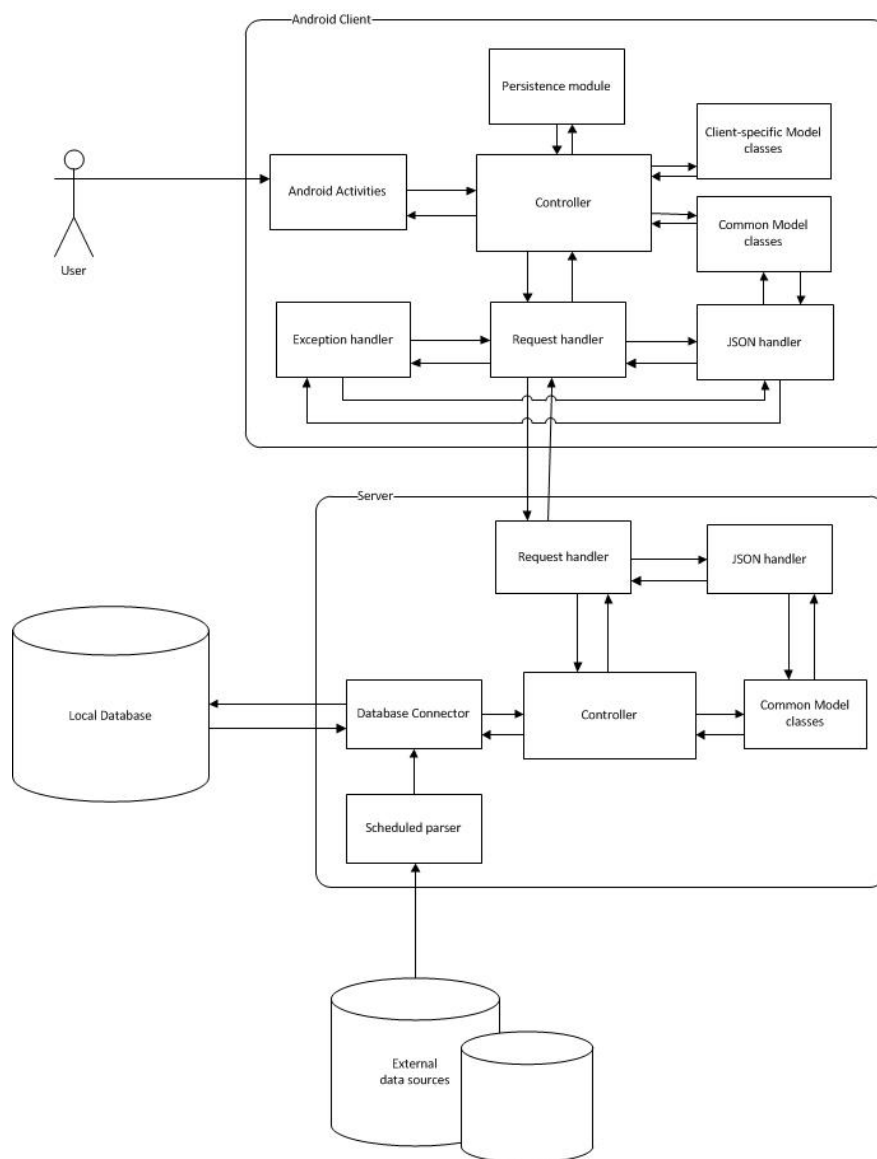 Android Client
Persistence module
Client-specific Model
classes
Android Activities
Controller
Common Model
classes
User
Exception handler
Request handler
JSON handler
Server
Request handler
JSON handler
Local Database
Database Connector
Controller
Common Model
classes
Scheduled parser
External
data sources